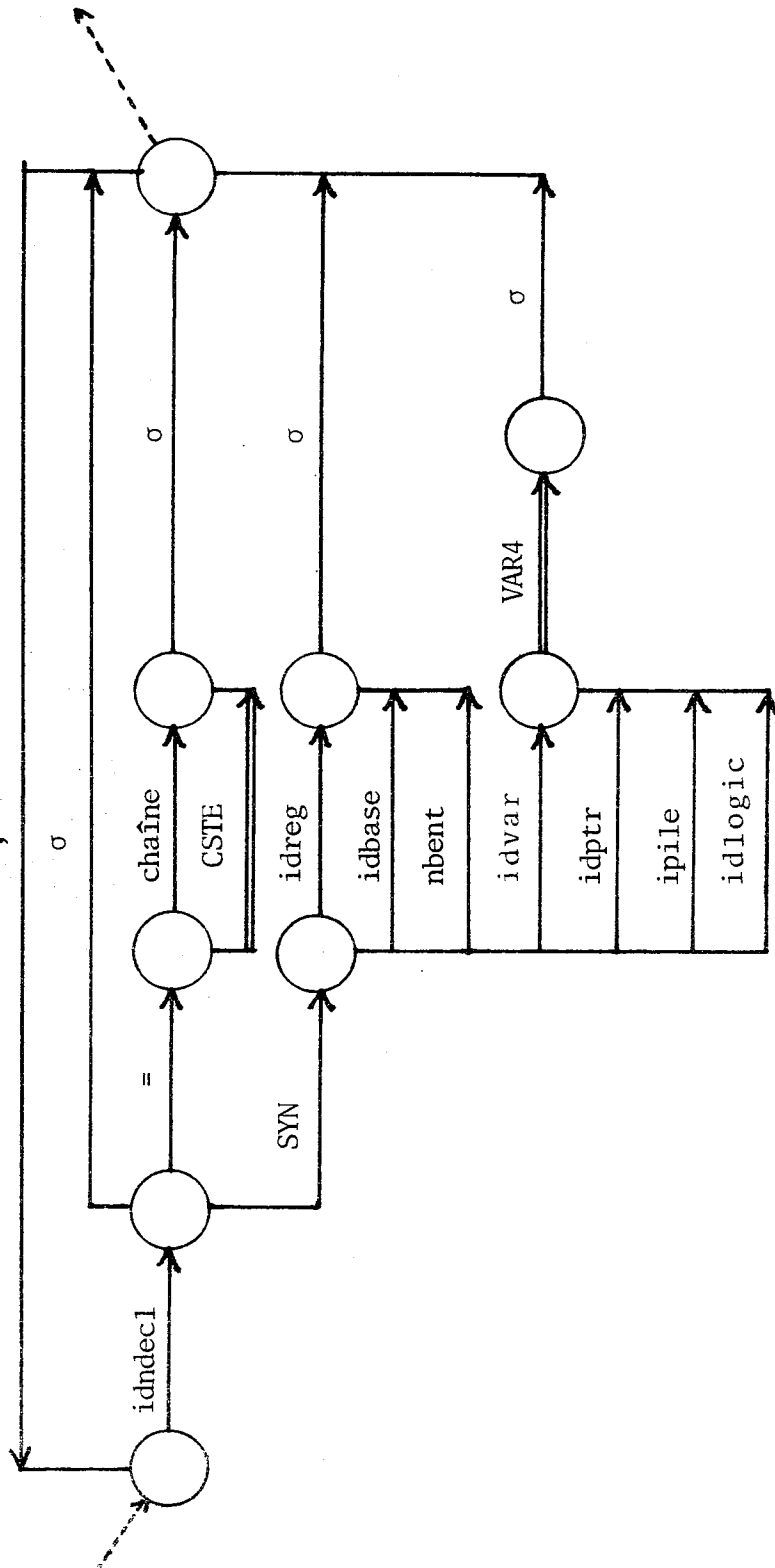 ,
σ
idndecl
=
chaîne
CSTE
σ
SYN
idreg
idbase
nbent
σ
idvar
idptr
ipile
idlogic
VAR4
σ